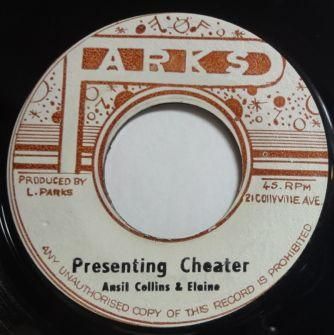 PARKS
PRODUCED BY
L. PARKS
45. RPM
21 COllYVILLE AVE.
Presenting Cheater
Ansil Collins & Elaine
ANY UNAUTHORISED COPY OF THIS RECORD IS PROHIBITED